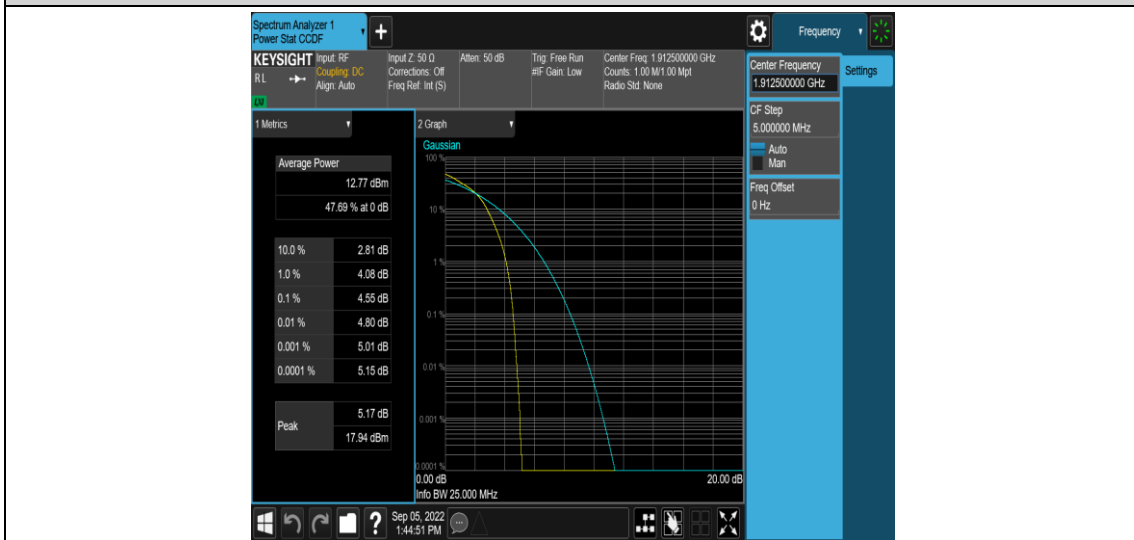 Spectrum Analyzer 1
Power Stat CCDF
+
Frequency
KEYSIGHT
RL
LXI
Input: RF
Coupling: DC
Align: Auto
Input Z: 50 Ω
Corrections: Off
Freq Ref: Int (S)
Atten: 50 dB
Trig: Free Run
#IF Gain: Low
Center Freq: 1.912500000 GHz
Counts: 1.00 M/1.00 Mpt
Radio Std: None
Center Frequency
1.912500000 GHz
Settings
CF Step
5.000000 MHz
Auto
Man
Freq Offset
0 Hz
1 Metrics
Average Power
12.77 dBm
47.69 % at 0 dB
10.0 % 2.81 dB
1.0 % 4.08 dB
0.1 % 4.55 dB
0.01 % 4.80 dB
0.001 % 5.01 dB
0.0001 % 5.15 dB
Peak
5.17 dB
17.94 dBm
2 Graph
Gaussian
100 %
10 %
1 %
0.1 %
0.01 %
0.001 %
0.0001 %
0.00 dB 20.00 dB
Info BW 25.000 MHz
?
Sep 05, 2022
1:44:51 PM